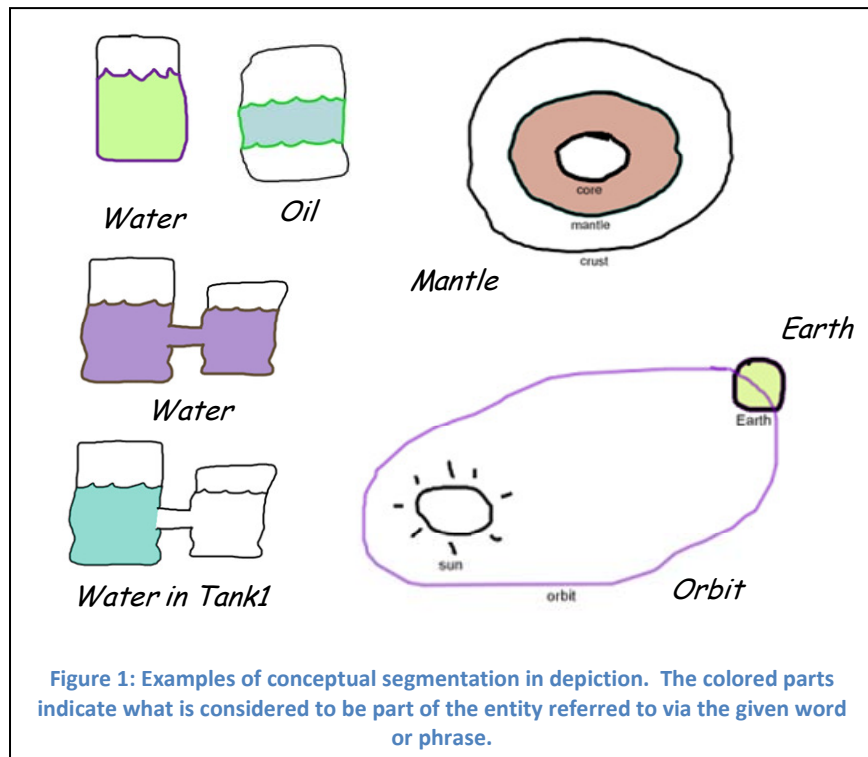 Water
Oil
core
mantle
crust
Mantle
Earth
Water
Earth
sun
Water in Tank1
orbit
Orbit
Figure 1: Examples of conceptual segmentation in depiction. The colored parts
indicate what is considered to be part of the entity referred to via the given word
or phrase.